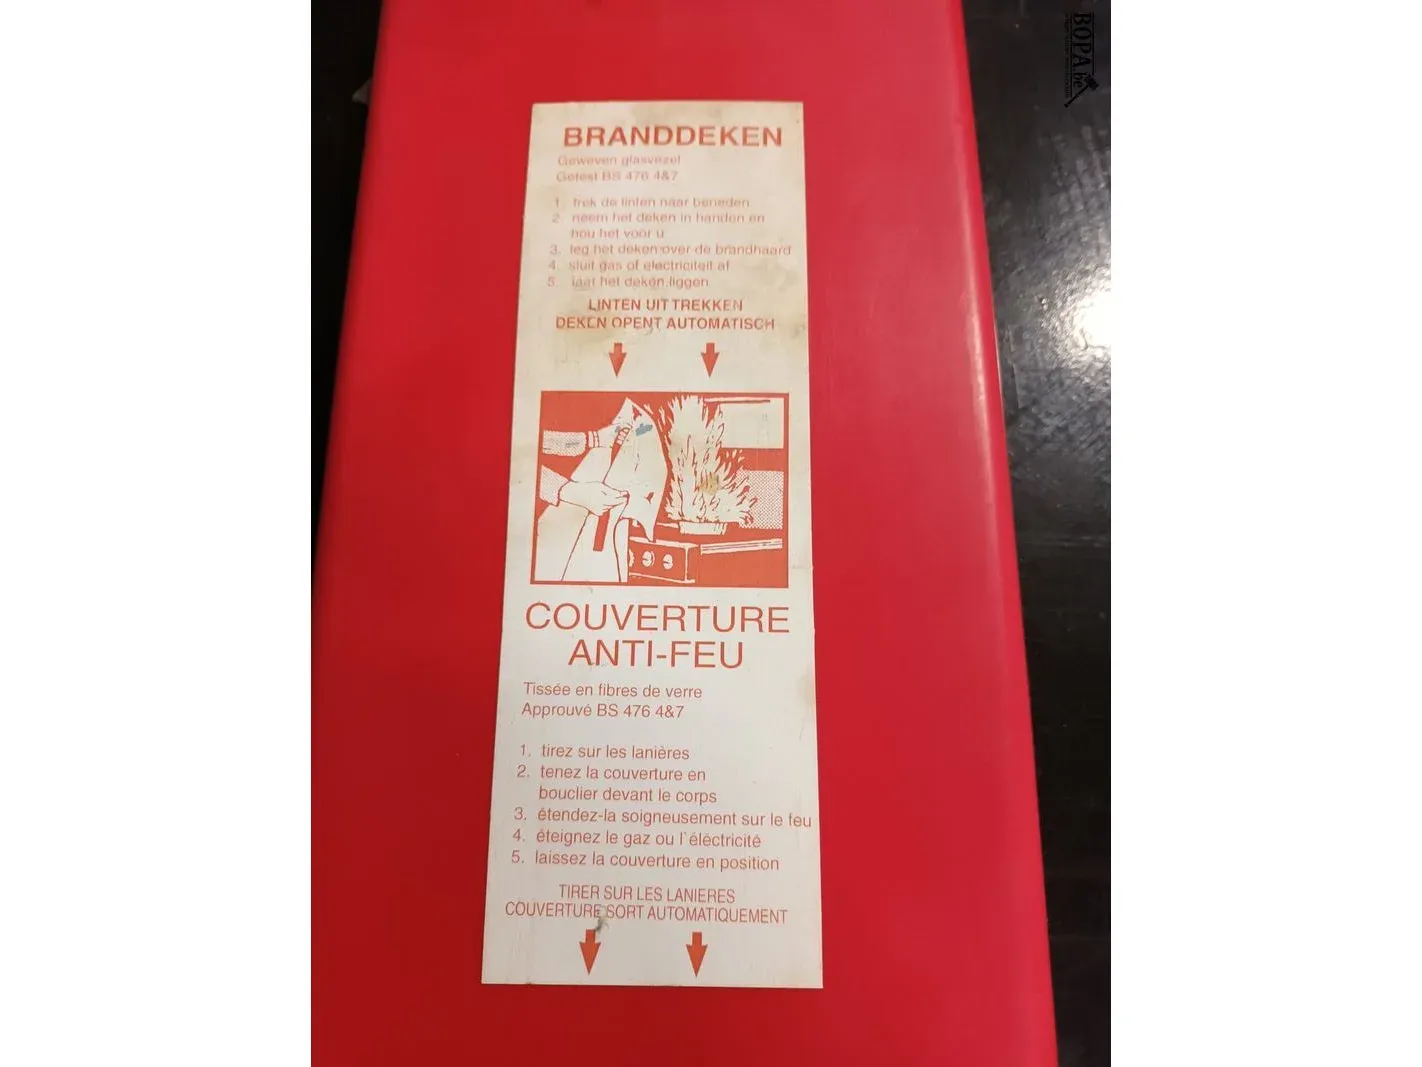 BRANDDEKEN
Geweven glasvezel
Getest BS 476 4&7
1. trek de linten naar beneden
2 neem het deken in handen en
hou het voor u
3. leg het deken over de brandhaard
4. sluit gas of electriciteit af
5. laat het deken liggen
LINTEN UIT TREKKEN
DEKEN OPENT AUTOMATISCH
COUVERTURE
ANTI-FEU
Tissée en fibres de verre
Approuvé BS 476 4&7
1. tirez sur les lanières
2. tenez la couverture en
bouclier devant le corps
3. étendez-la soigneusement sur le feu
4. éteignez le gaz ou l'éléctricité
5. laissez la couverture en position
TIRER SUR LES LANIERES
COUVERTURE SORT AUTOMATIQUEMENT
BOPA.be